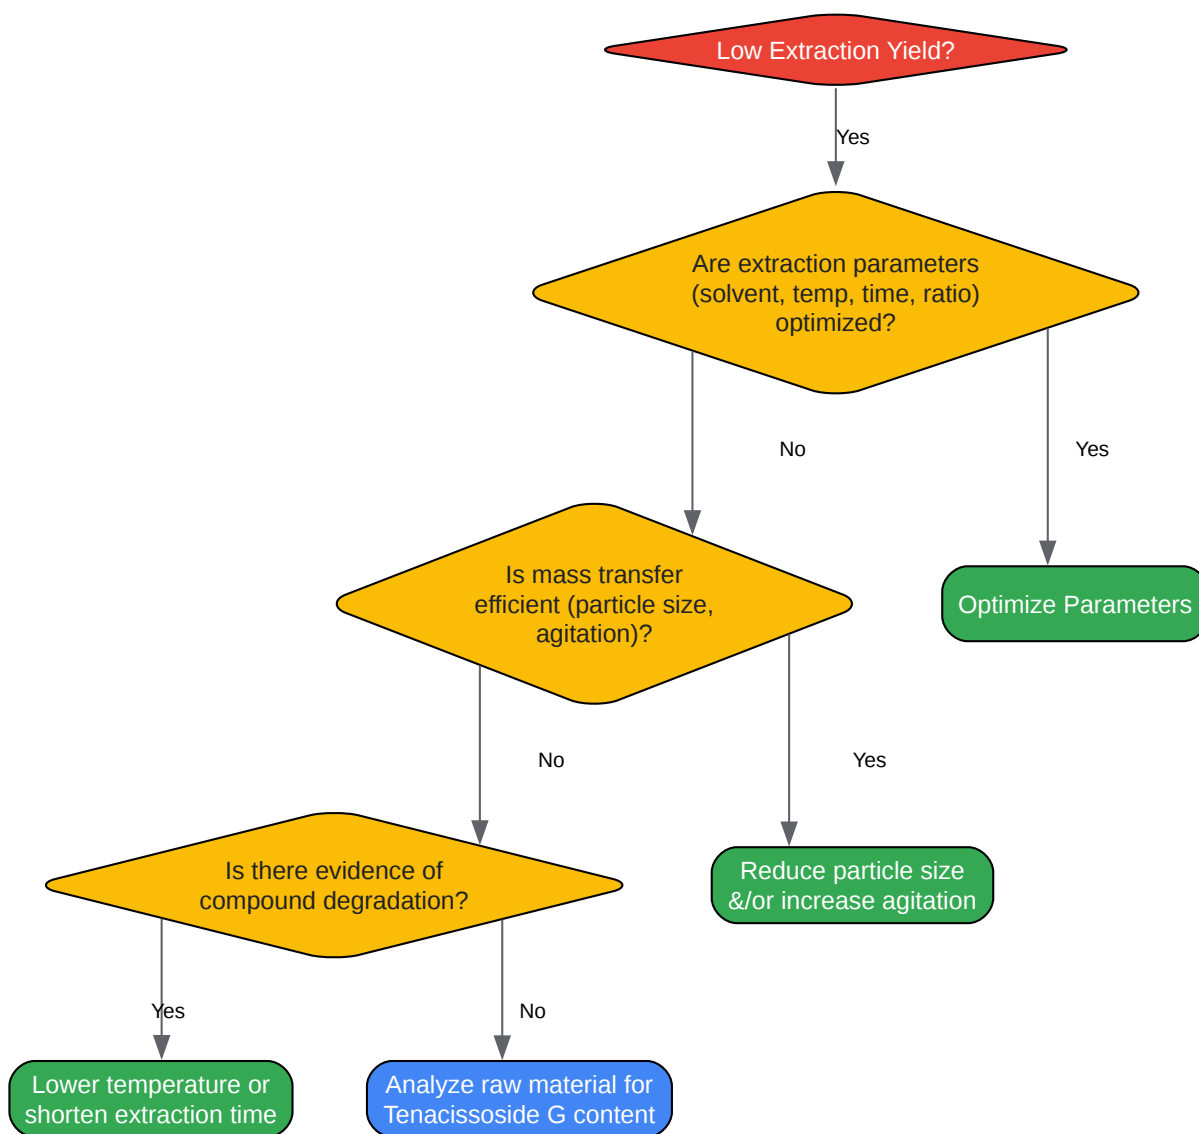 Low Extraction Yield?
Yes
Are extraction parameters
(solvent, temp, time, ratio)
optimized?
No
Yes
Is mass transfer
efficient (particle size,
agitation)?
Optimize Parameters
No
Yes
Is there evidence of
compound degradation?
Reduce particle size
&/or increase agitation
Yes
No
Lower temperature or
shorten extraction time
Analyze raw material for
Tenacissoside G content